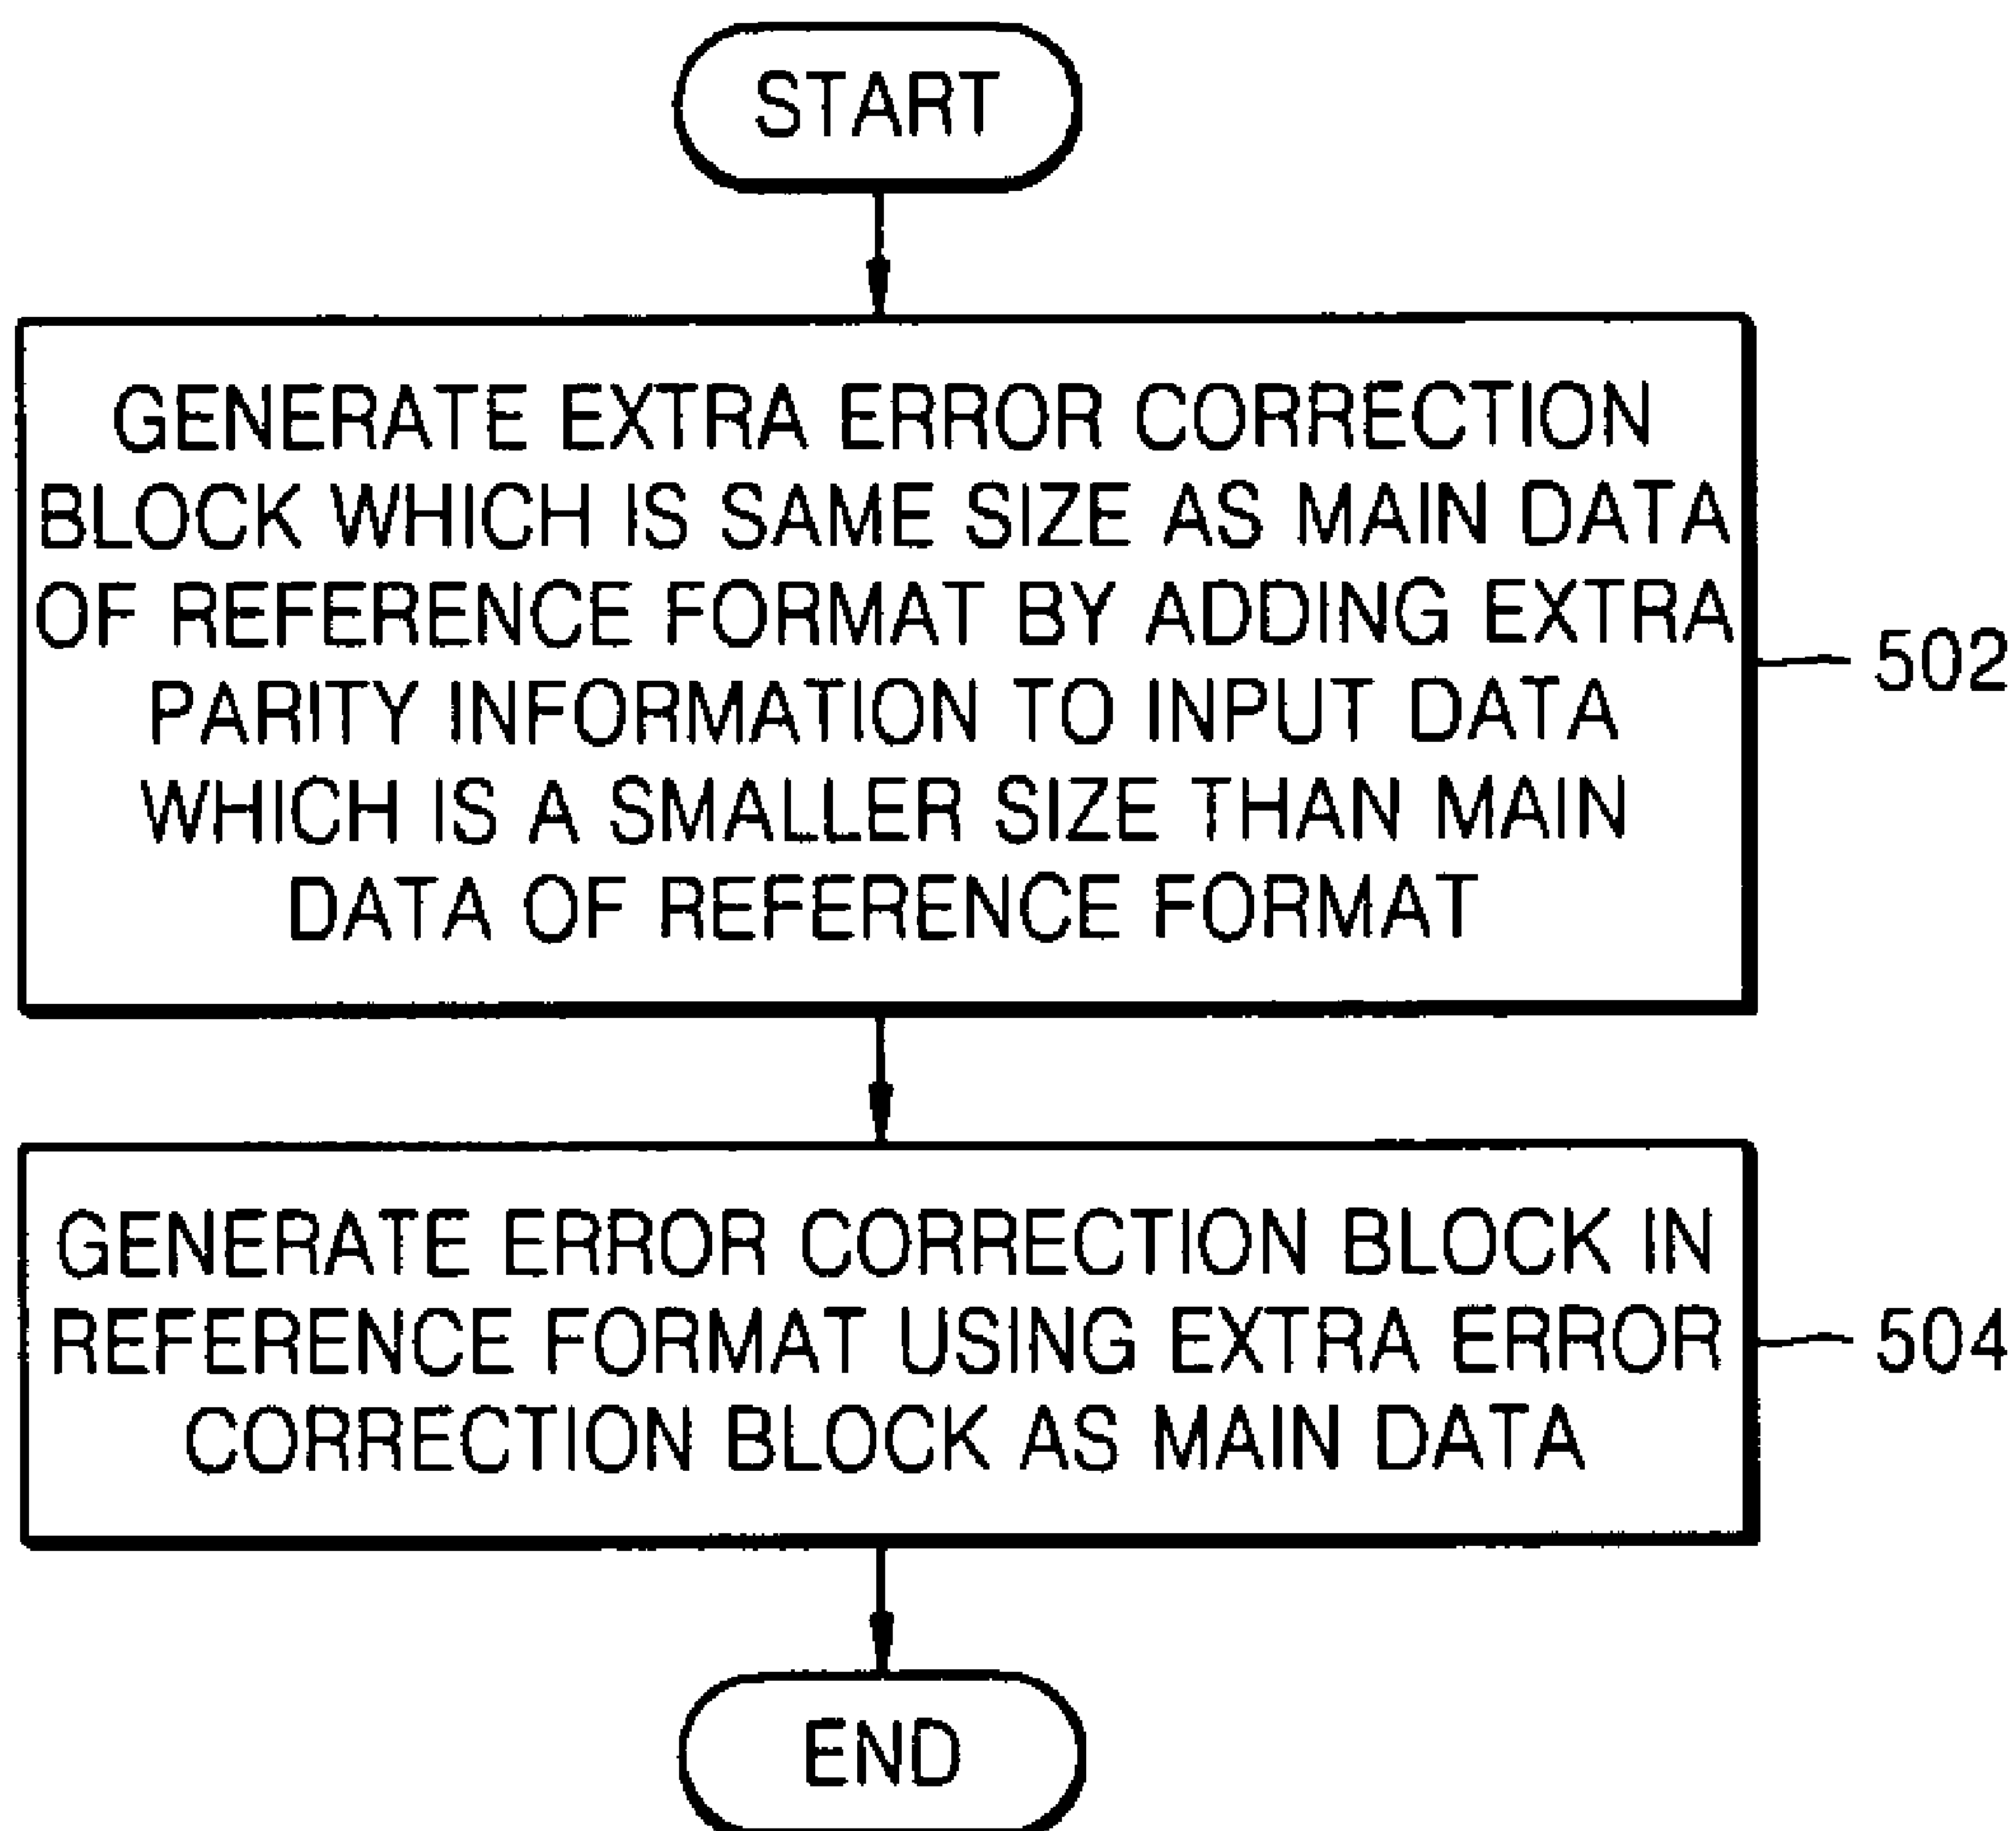 START
GENERATE EXTRA ERROR CORRECTION
BLOCK WHICH IS SAME SIZE AS MAIN DATA
OF REFERENCE FORMAT BY ADDING EXTRA
PARITY INFORMATION TO INPUT DATA
WHICH IS A SMALLER SIZE THAN MAIN
DATA OF REFERENCE FORMAT
502
GENERATE ERROR CORRECTION BLOCK IN
REFERENCE FORMAT USING EXTRA ERROR
CORRECTION BLOCK AS MAIN DATA
504
END